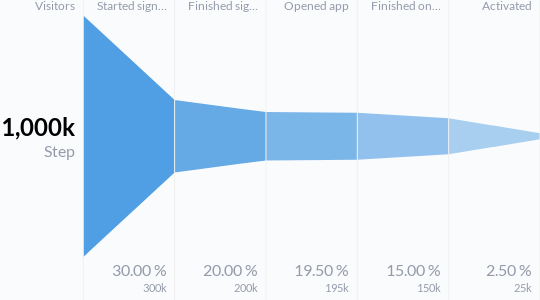 Visitors Started sign... Finished sig... Opened app Finished on... Activated
1,000k
Step
30.00 % 20.00 % 19.50 % 15.00 % 2.50 %
300k 200k 195k 150k 25k